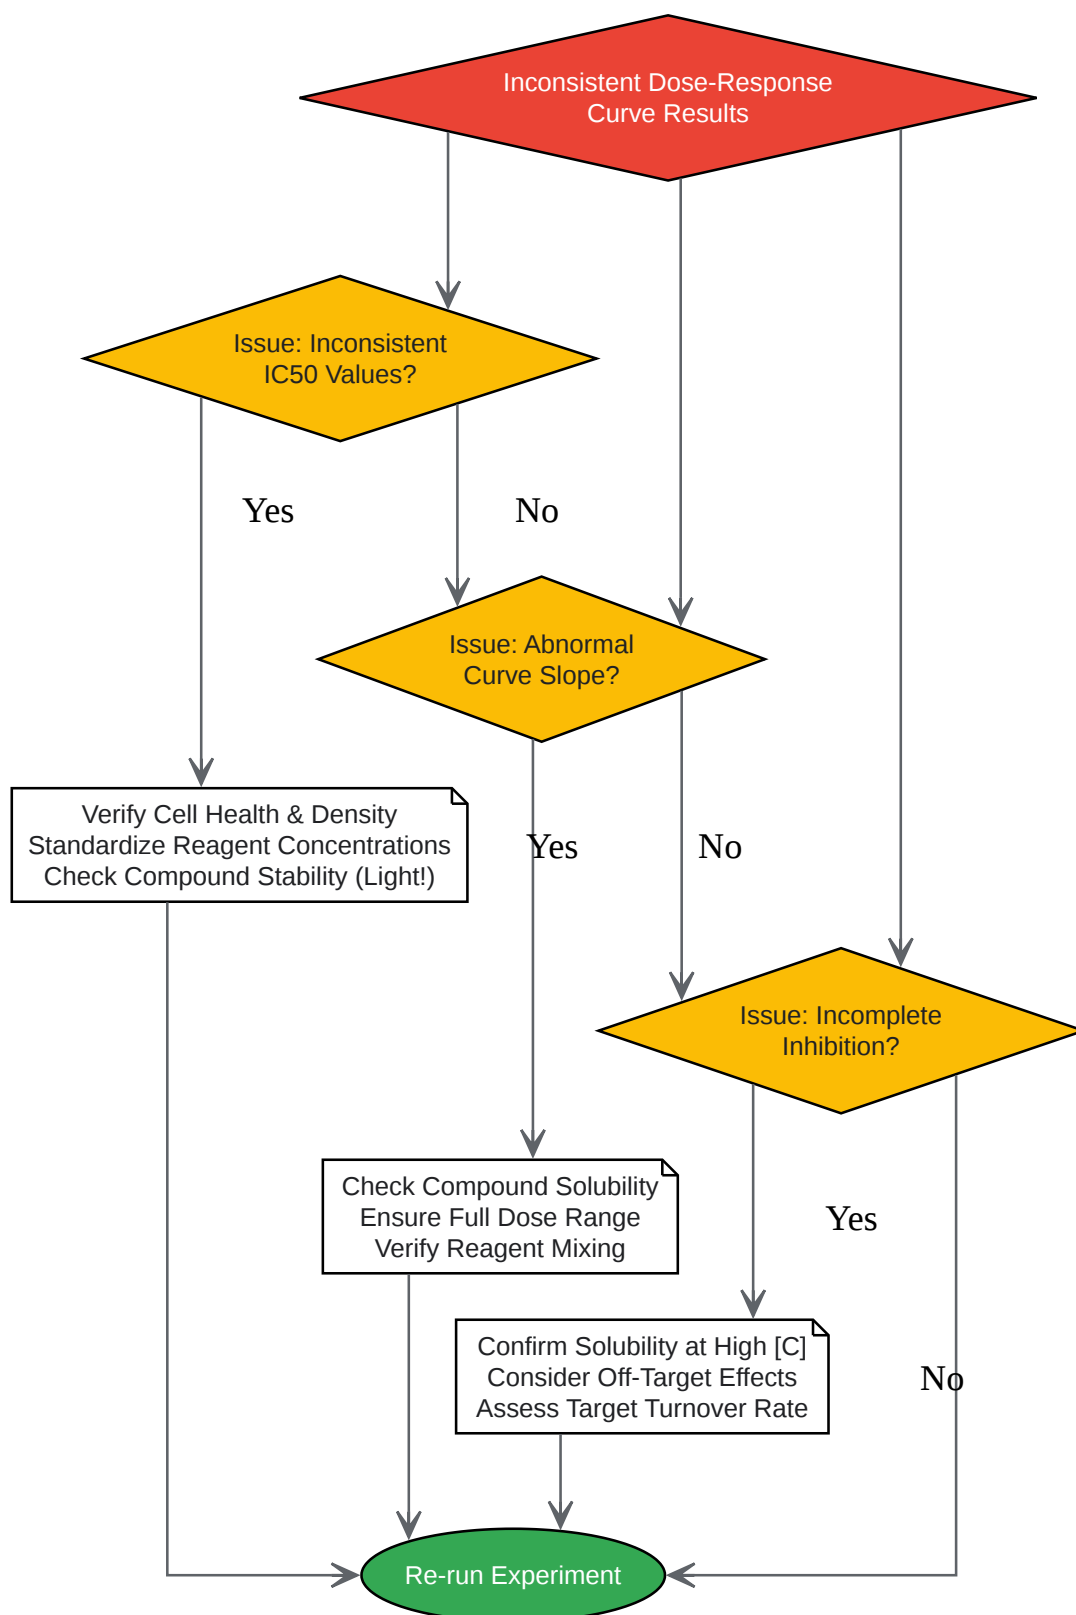 Inconsistent Dose-Response
Curve Results
Issue: Inconsistent
IC50 Values?
Yes
No
Issue: Abnormal
Curve Slope?
Verify Cell Health & Density
Standardize Reagent Concentrations
Check Compound Stability (Light!)
Yes
No
Issue: Incomplete
Inhibition?
Check Compound Solubility
Ensure Full Dose Range
Verify Reagent Mixing
Yes
Confirm Solubility at High [C]
Consider Off-Target Effects
Assess Target Turnover Rate
No
Re-run Experiment